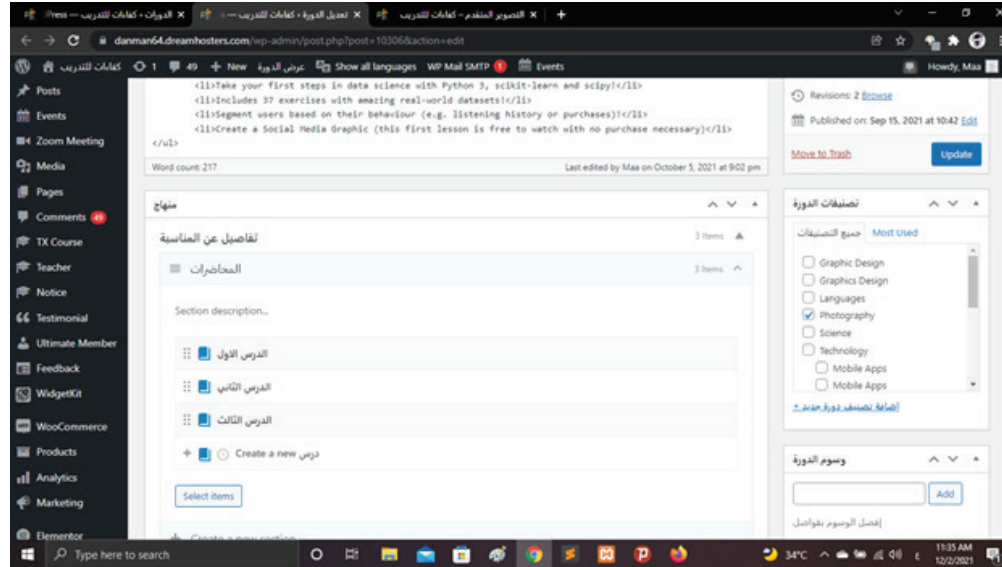 الدورات ‹ كفايات للتدريب — Press
تعديل الدورة ‹ كفايات للتدريب —
التصوير المتقدم – كفايات للتدريب
danman64.dreamhosters.com/wp-admin/post.php?post=10306&action=edit
كفايات للتدريب
1
49
New
عرض الدورة
Show all languages
WP Mail SMTP 1
Events
Howdy, Maa
Posts
Events
Zoom Meeting
Media
Pages
Comments 49
TX Course
Teacher
Notice
Testimonial
Ultimate Member
Feedback
WidgetKit
WooCommerce
Products
Analytics
Marketing
Elementor
<li>Take your first steps in data science with Python 3, scikit-learn and scipy!</li>
<li>Includes 37 exercises with amazing real-world datasets!</li>
<li>Segment users based on their behaviour (e.g. listening history or purchases)!</li>
<li>Create a Social Media Graphic (this first lesson is free to watch with no purchase necessary)</li>
</ul>
Word count: 217
Last edited by Maa on October 5, 2021 at 9:02 pm
منهاج
تفاصيل عن المناسبة
3 Items
المحاضرات
3 Items
Section description...
الدرس الاول
الدرس الثاني
الدرس الثالث
Create a new درس
Select items
Create a new section
Revisions: 2 Browse
Published on: Sep 15, 2021 at 10:42 Edit
Move to Trash
Update
تصنيفات الدورة
جميع التصنيفات
Most Used
Graphic Design
Graphics Design
Languages
Photography
Science
Technology
Mobile Apps
Mobile Apps
+ إضافة تصنيف دورة جديد
وسوم الدورة
Add
إفصل الوسوم بفواصل
Type here to search
34°C
ع
11:35 AM
12/2/2021